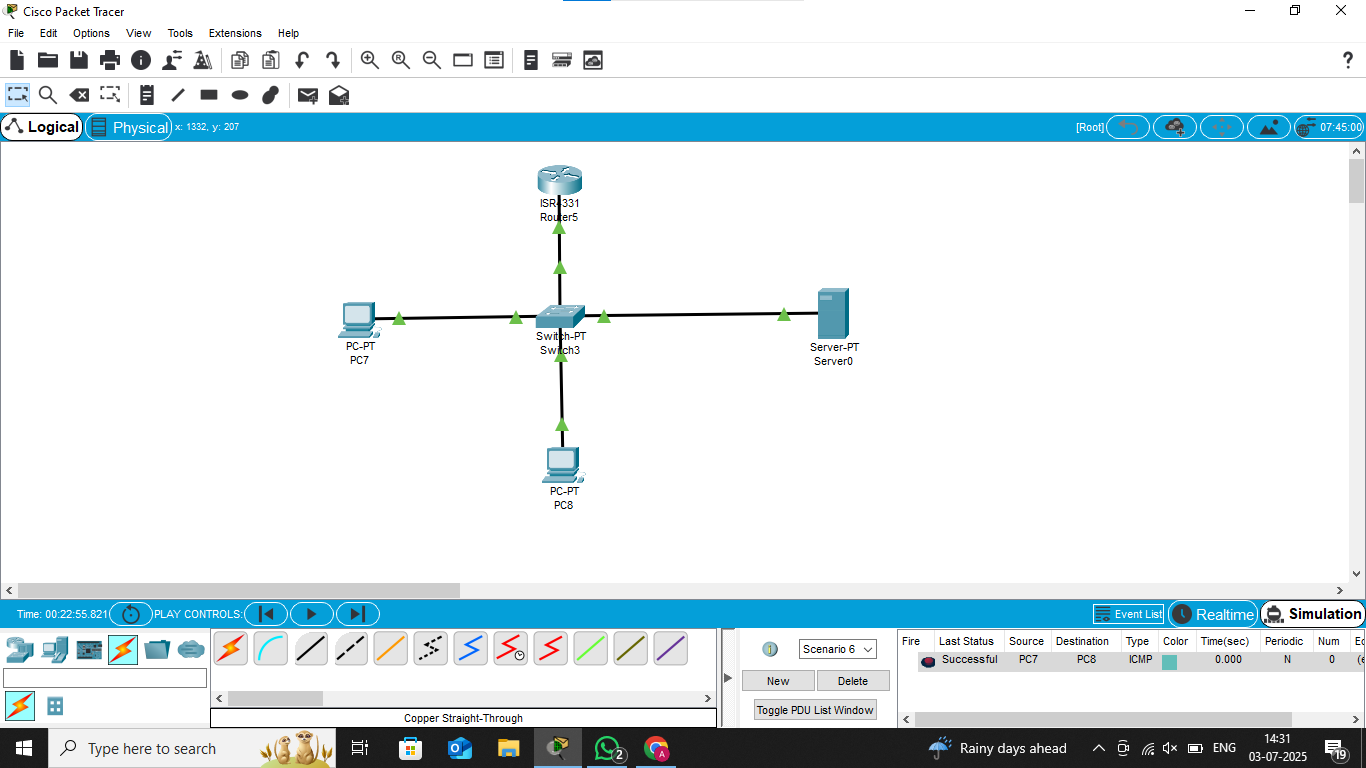 Cisco Packet Tracer
File Edit Options View Tools Extensions Help
R
?
Logical Physical x: 1332, y: 207 [Root] 07:45:00
ISR4331
Router5
PC-PT
PC7
Switch-PT
Switch3
Server-PT
Server0
PC-PT
PC8
Time: 00:22:55.821 PLAY CONTROLS: Event List Realtime Simulation
Scenario 6
New Delete
Toggle PDU List Window
Fire Last Status Source Destination Type Color Time(sec) Periodic Num
Successful PC7 PC8 ICMP 0.000 N 0
Copper Straight-Through
Type here to search
2
Rainy days ahead
ENG
14:31
03-07-2025
19